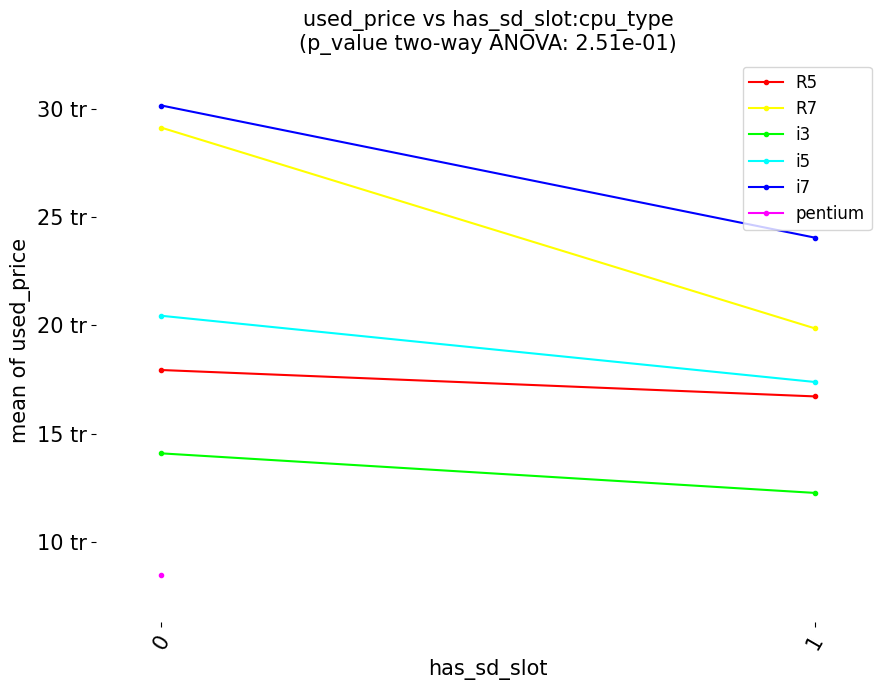 used_price vs has_sd_slot:cpu_type
(p_value two-way ANOVA: 2.51e-01)
R5
R7
i3
i5
i7
pentium
30 tr
25 tr
20 tr
15 tr
10 tr
mean of used_price
0
1
has_sd_slot